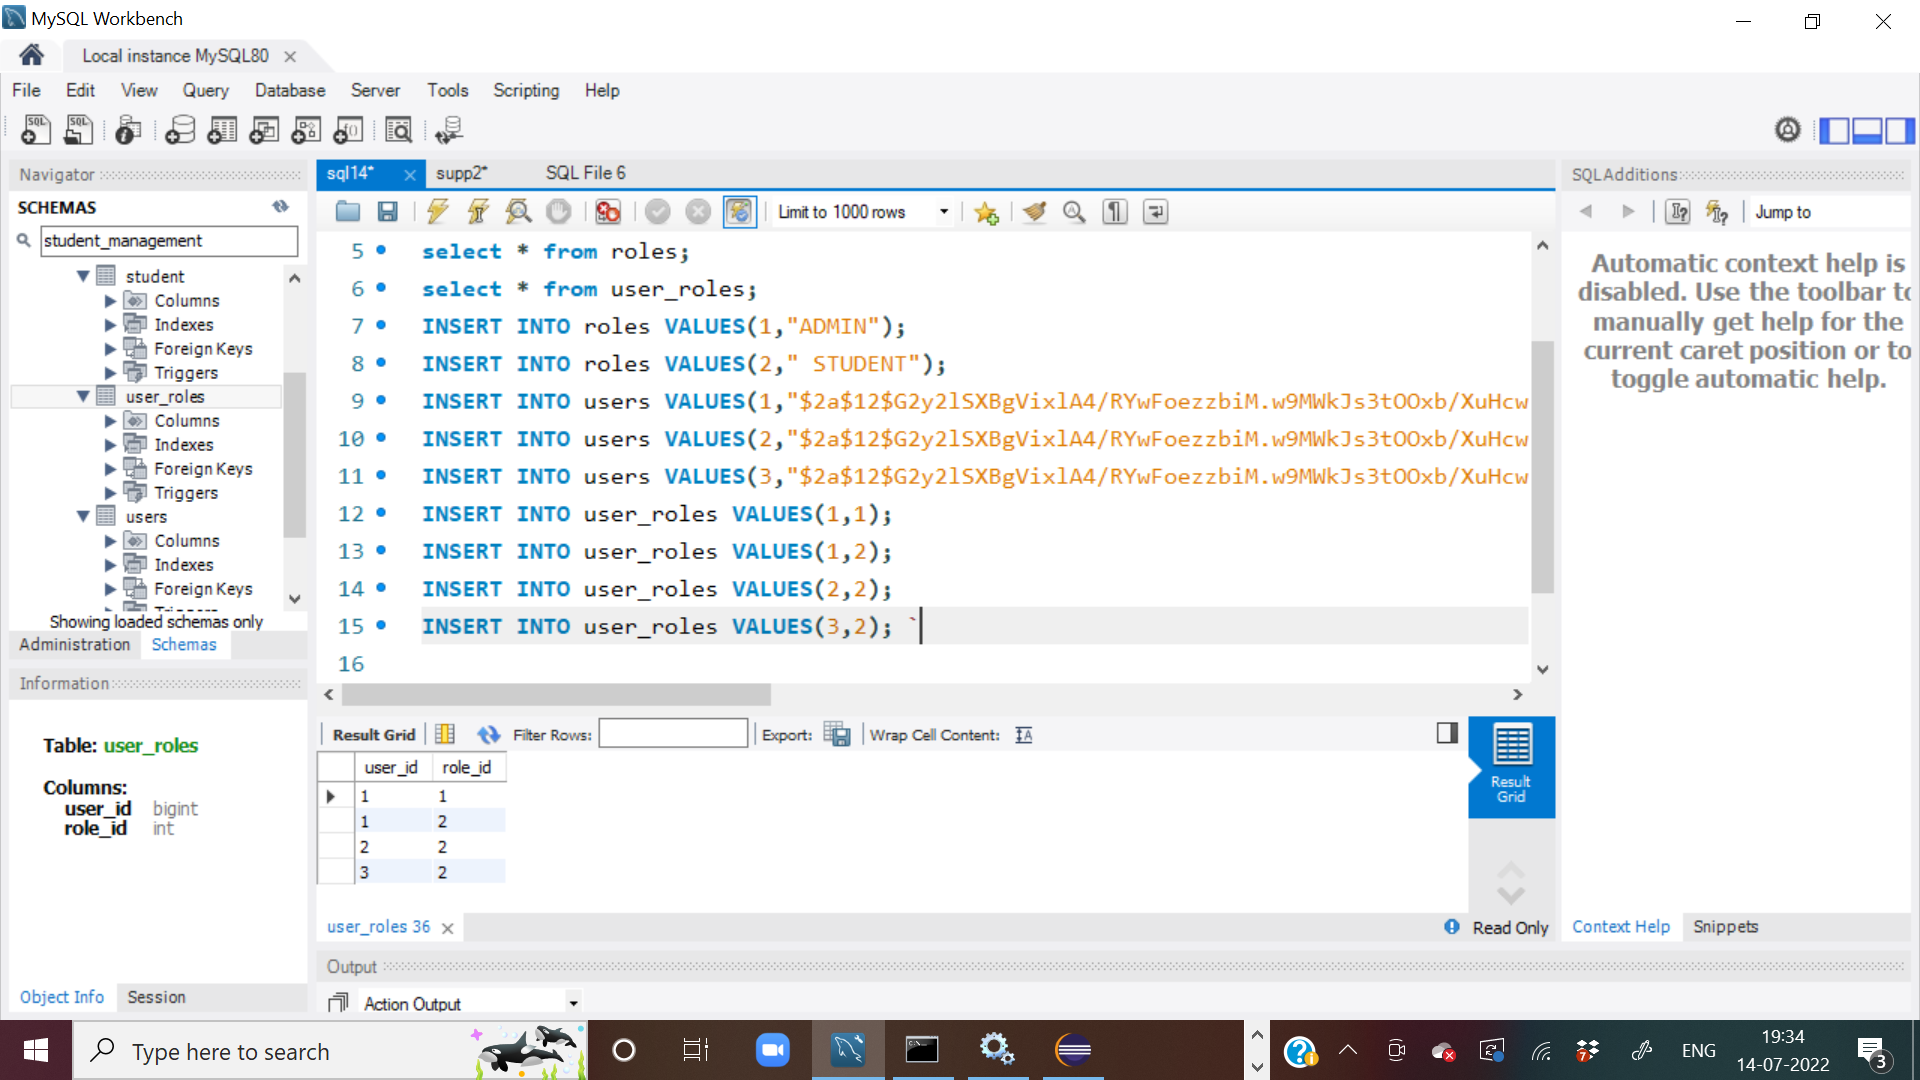 MySQL Workbench
Local instance MySQL80
File Edit View Query Database Server Tools Scripting Help
Navigator
SCHEMAS
student_management
student
Columns
Indexes
Foreign Keys
Triggers
user_roles
Columns
Indexes
Foreign Keys
Triggers
users
Columns
Indexes
Foreign Keys
Showing loaded schemas only
Administration Schemas
Information
Table: user_roles
Columns:
user_id bigint
role_id int
Object Info Session
sql14* supp2* SQL File 6
Limit to 1000 rows
5 select * from roles;
6 select * from user_roles;
7 INSERT INTO roles VALUES(1,"ADMIN");
8 INSERT INTO roles VALUES(2," STUDENT");
9 INSERT INTO users VALUES(1,"$2a$12$G2y2lSXBgVixlA4/RYwFoezzbiM.w9MWkJs3tOOxb/XuHcw
10 INSERT INTO users VALUES(2,"$2a$12$G2y2lSXBgVixlA4/RYwFoezzbiM.w9MWkJs3tOOxb/XuHcw
11 INSERT INTO users VALUES(3,"$2a$12$G2y2lSXBgVixlA4/RYwFoezzbiM.w9MWkJs3tOOxb/XuHcw
12 INSERT INTO user_roles VALUES(1,1);
13 INSERT INTO user_roles VALUES(1,2);
14 INSERT INTO user_roles VALUES(2,2);
15 INSERT INTO user_roles VALUES(3,2); `
16
Result Grid Filter Rows: Export: Wrap Cell Content:
user_id role_id
1 1
1 2
2 2
3 2
Result
Grid
user_roles 36
Read Only
Output
Action Output
SQLAdditions
Jump to
Automatic context help is
disabled. Use the toolbar to
manually get help for the
current caret position or to
toggle automatic help.
Context Help Snippets
Type here to search
ENG
19:34
14-07-2022
3